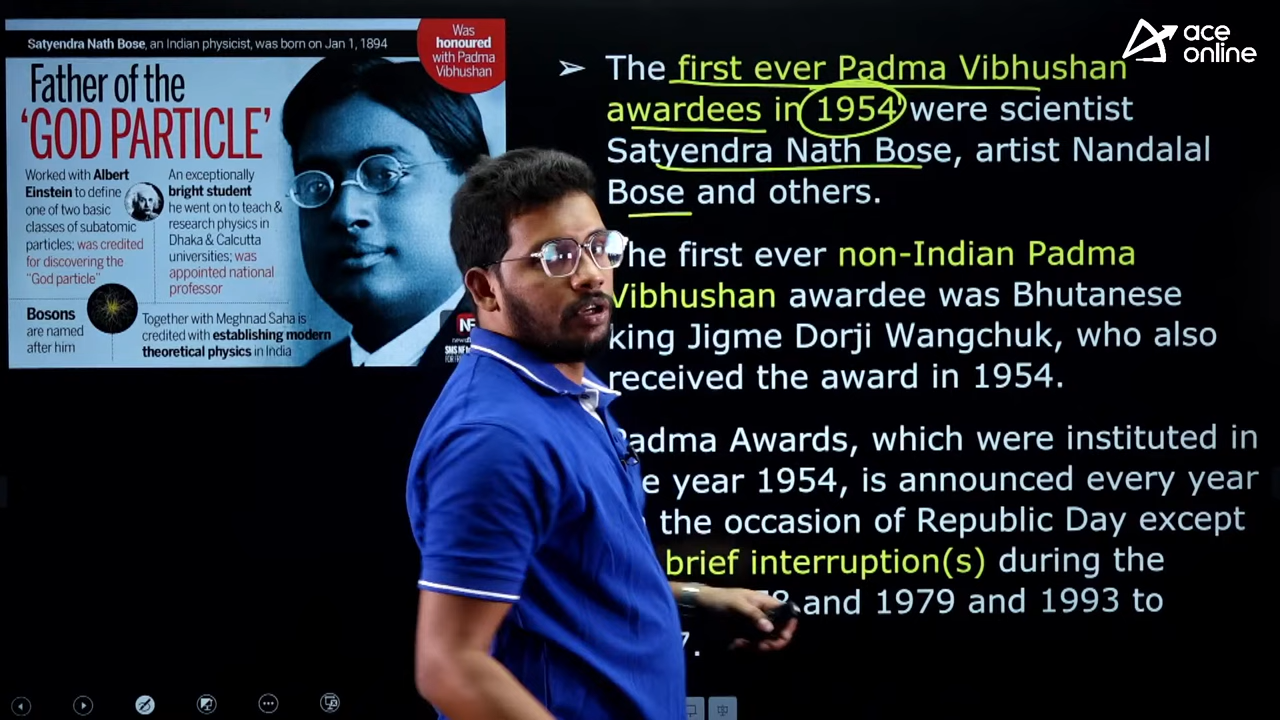 Satyendra Nath Bose, an Indian physicist, was born on Jan 1, 1894
Was
honoured
with Padma
Vibhushan
Father of the
'GOD PARTICLE'
Worked with Albert
Einstein to define
one of two basic
classes of subatomic
particles; was credited
for discovering the
"God particle"
An exceptionally
bright student
he went on to teach &
research physics in
Dhaka & Calcutta
universities; was
appointed national
professor
Bosons
are named
after him
Together with Meghnad Saha is
credited with establishing modern
theoretical physics in India
ace
online
➢ The first ever Padma Vibhushan
awardees in 1954 were scientist
Satyendra Nath Bose, artist Nandalal
Bose and others.
The first ever non-Indian Padma
Vibhushan awardee was Bhutanese
king Jigme Dorji Wangchuk, who also
received the award in 1954.
Padma Awards, which were instituted in
year 1954, is announced every year
the occasion of Republic Day except
brief interruption(s) during the
and 1979 and 1993 to